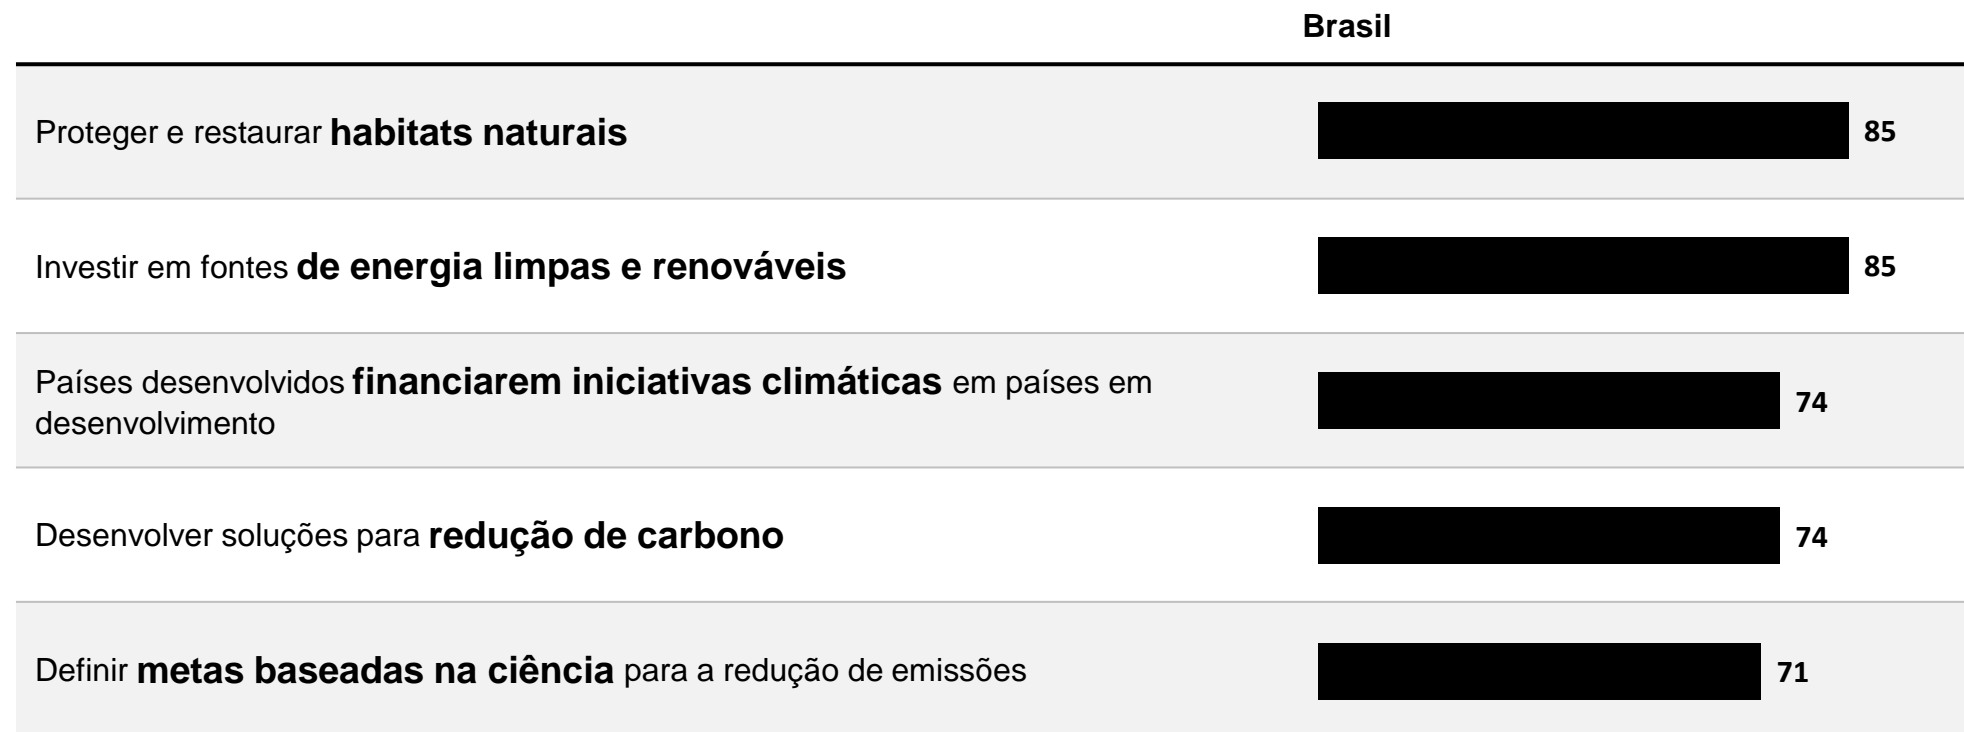 Brasil
Proteger e restaurar habitats naturais
85
Investir em fontes de energia limpas e renováveis
85
Países desenvolvidos financiarem iniciativas climáticas em países em
desenvolvimento
74
Desenvolver soluções para redução de carbono
74
Definir metas baseadas na ciência para a redução de emissões
71